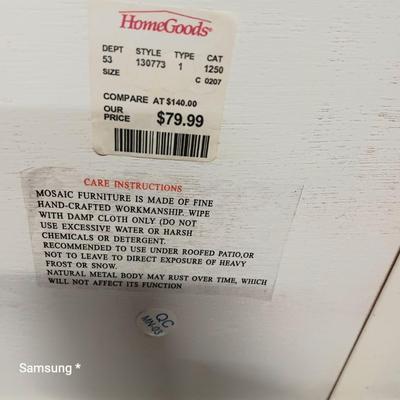 HomeGoods®
DEPT STYLE TYPE CAT
53 130773 1 1250
SIZE C 0207
COMPARE AT $140.00
OUR
PRICE $79.99
CARE INSTRUCTIONS
MOSAIC FURNITURE IS MADE OF FINE
HAND-CRAFTED WORKMANSHIP. WIPE
WITH DAMP CLOTH ONLY (DO NOT
USE EXCESSIVE WATER OR HARSH
CHEMICALS OR DETERGENT.
RECOMMENDED TO USE UNDER ROOFED PATIO,OR
NOT TO LEAVE TO DIRECT EXPOSURE OF HEAVY
FROST OR SNOW.
NATURAL METAL BODY MAY RUST OVER TIME, WHICH
WILL NOT AFFECT ITS FUNCTION
QC
MN-03
Samsung *